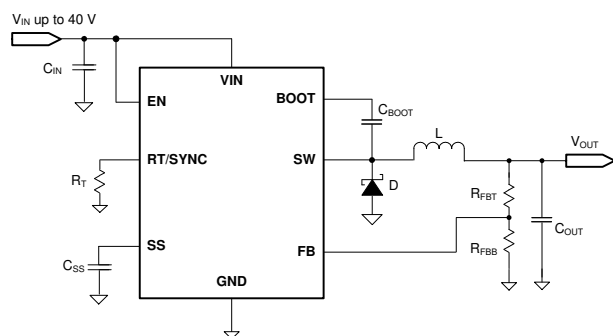 VIN up to 40 V
CIN
VIN
EN
BOOT
CBOOT
L
VOUT
RT/SYNC
SW
RT
D
RFBT
COUT
SS
CSS
FB
RFBB
GND